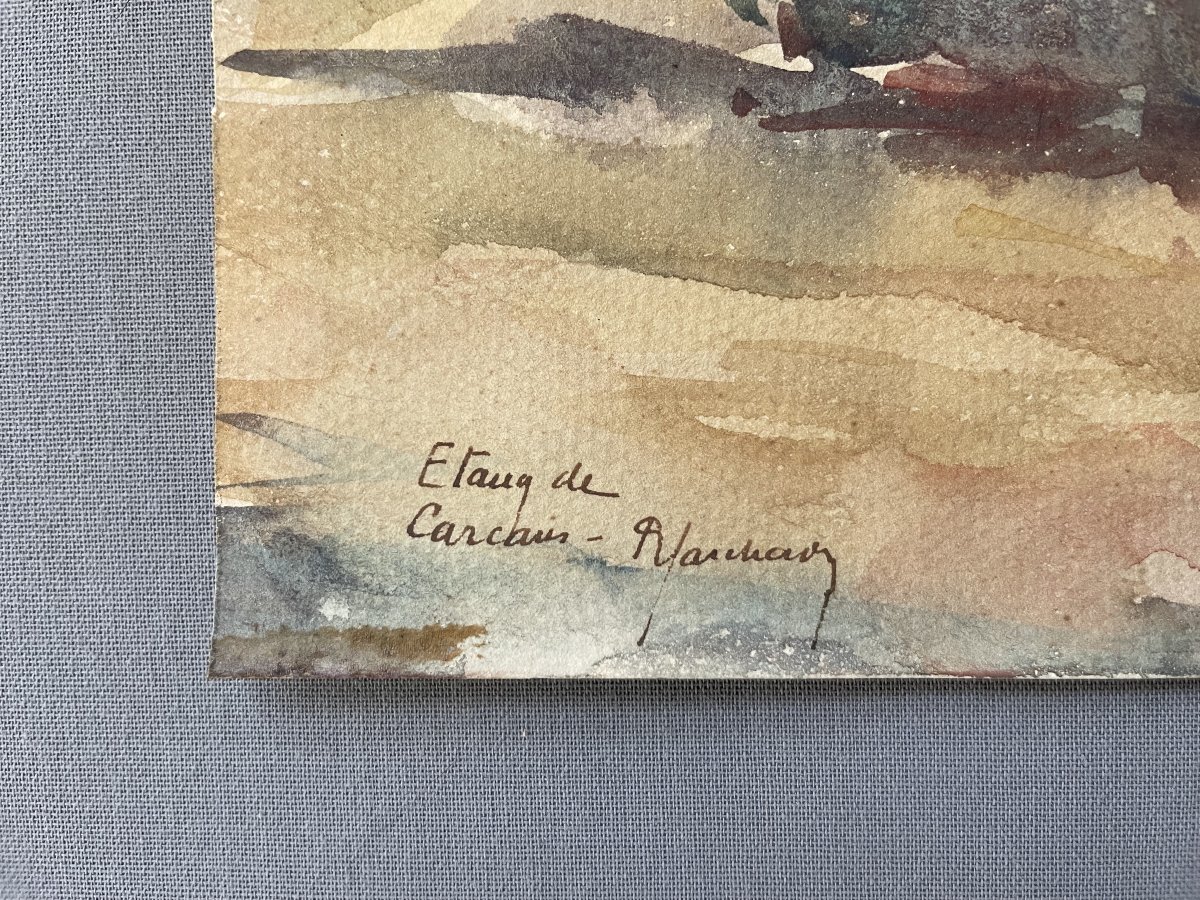 Etang de
Carcans -